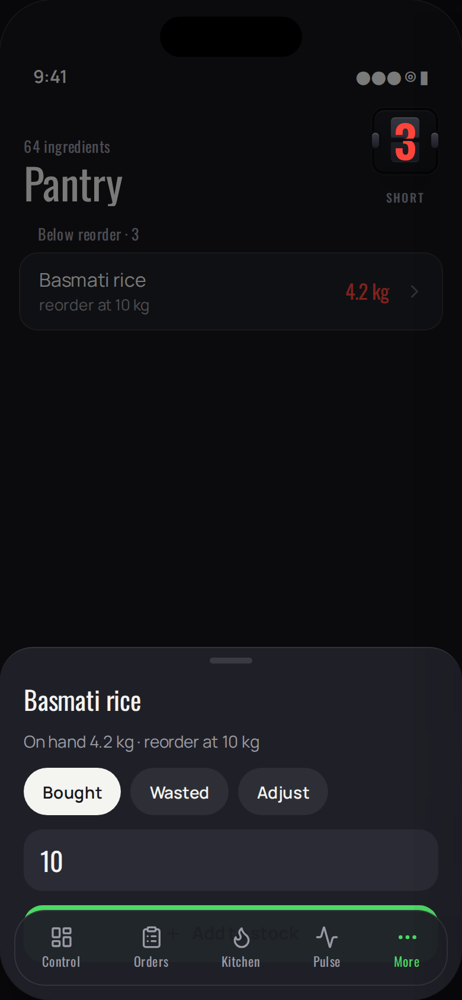 9:41
64 ingredients
Pantry
3
SHORT
Below reorder · 3
Basmati rice
reorder at 10 kg
4.2 kg
Basmati rice
On hand 4.2 kg · reorder at 10 kg
Bought
Wasted
Adjust
10
+ Add to stock
Control
Orders
Kitchen
Pulse
More